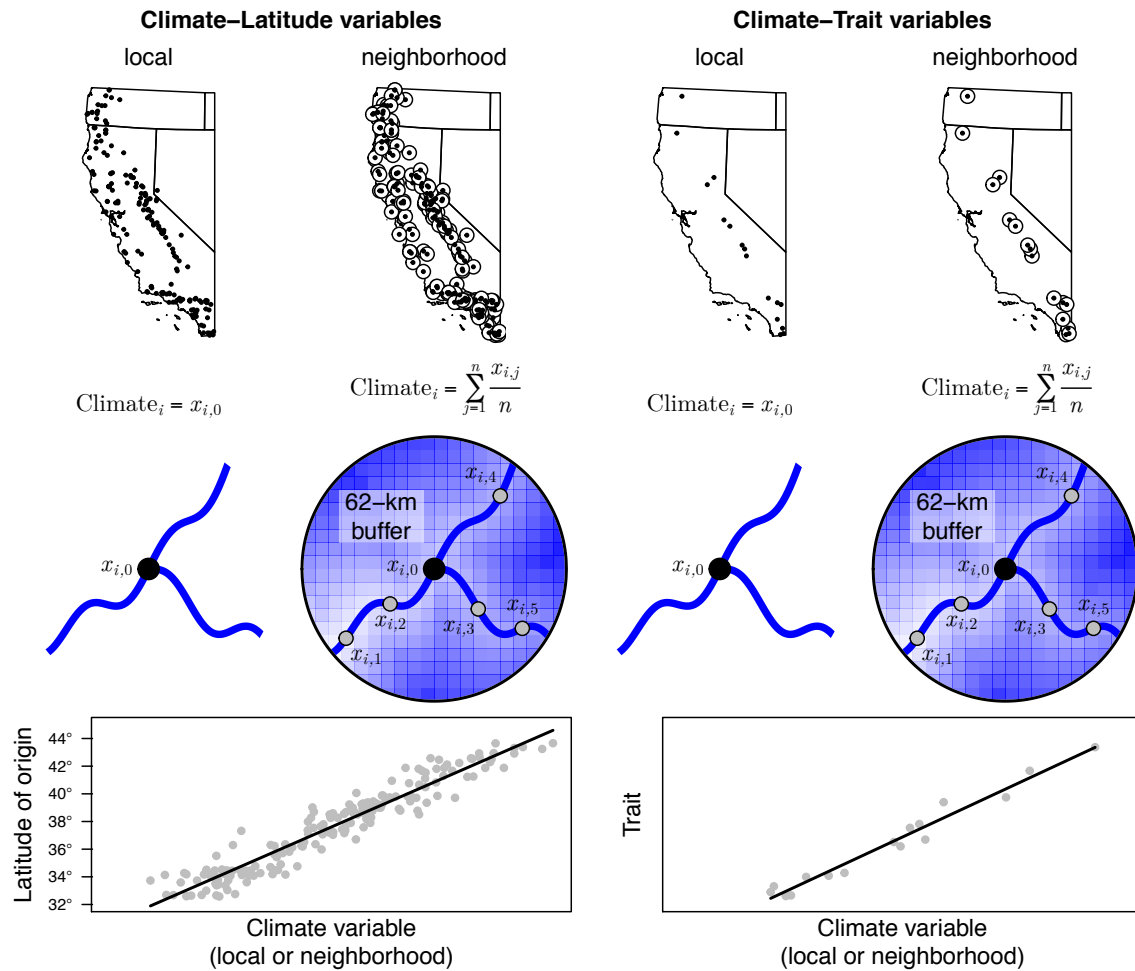 Climate–Latitude variables
local
neighborhood
Climate–Trait variables
local
neighborhood
Climate_i = x_{i,0}
Climate_i = \sum_{j=1}^{n} \frac{x_{i,j}}{n}
Climate_i = x_{i,0}
Climate_i = \sum_{j=1}^{n} \frac{x_{i,j}}{n}
x_{i,0}
x_{i,4}
62–km
buffer
x_{i,0}
x_{i,5}
x_{i,2}
x_{i,3}
x_{i,1}
x_{i,0}
x_{i,4}
62–km
buffer
x_{i,0}
x_{i,5}
x_{i,2}
x_{i,3}
x_{i,1}
Latitude of origin
44°
42°
40°
38°
36°
34°
32°
Climate variable
(local or neighborhood)
Trait
Climate variable
(local or neighborhood)